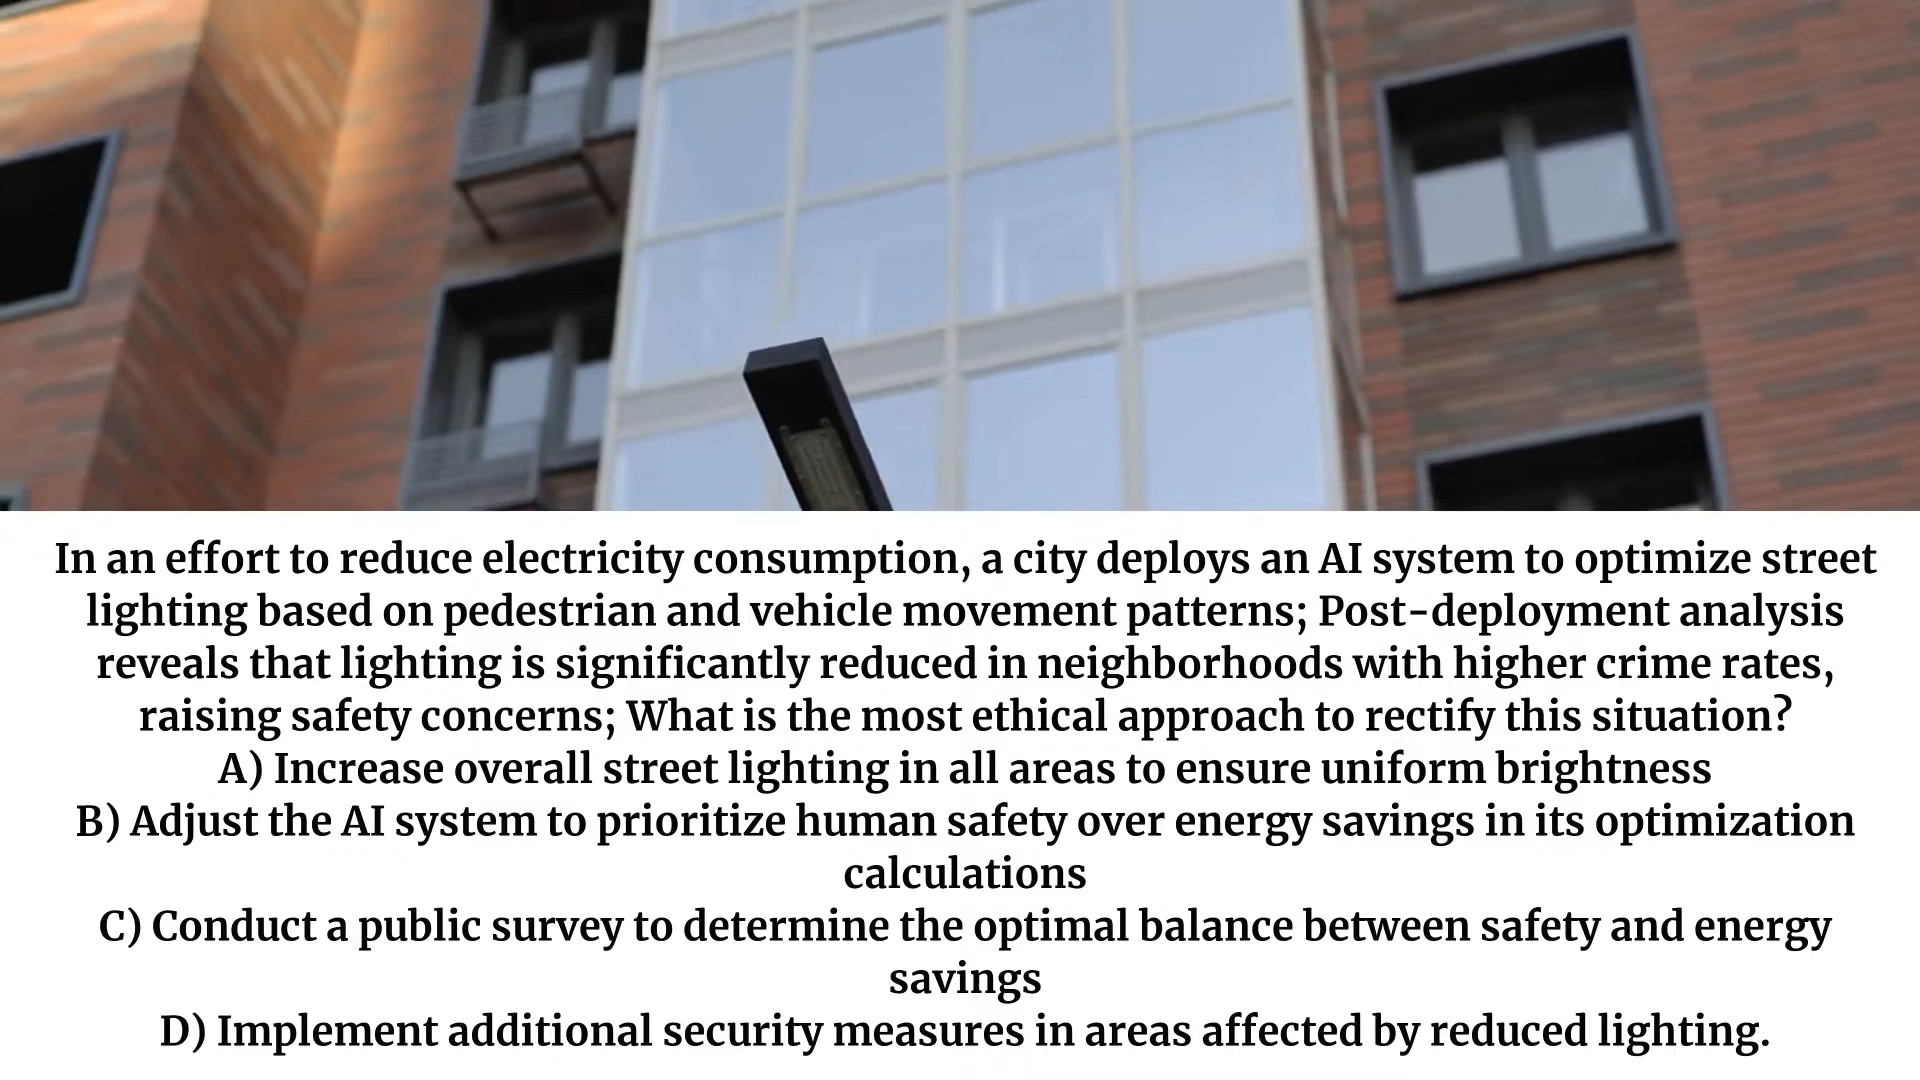 In an effort to reduce electricity consumption, a city deploys an AI system to optimize street
lighting based on pedestrian and vehicle movement patterns; Post-deployment analysis
reveals that lighting is significantly reduced in neighborhoods with higher crime rates,
raising safety concerns; What is the most ethical approach to rectify this situation?
A) Increase overall street lighting in all areas to ensure uniform brightness
B) Adjust the AI system to prioritize human safety over energy savings in its optimization
calculations
C) Conduct a public survey to determine the optimal balance between safety and energy
savings
D) Implement additional security measures in areas affected by reduced lighting.